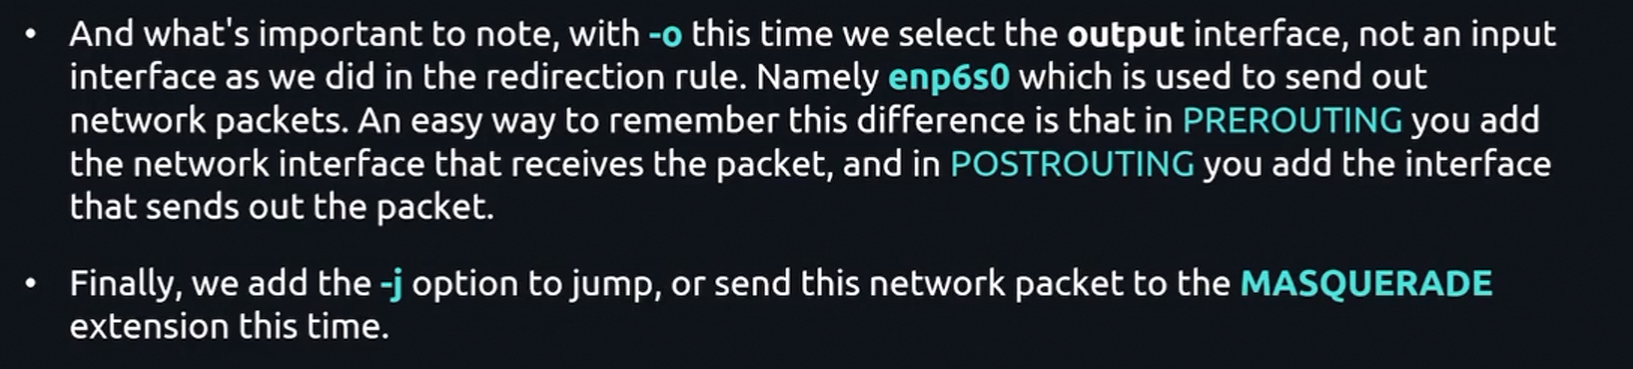 • And what's important to note, with -o this time we select the output interface, not an input
interface as we did in the redirection rule. Namely enp6s0 which is used to send out
network packets. An easy way to remember this difference is that in PREROUTING you add
the network interface that receives the packet, and in POSTROUTING you add the interface
that sends out the packet.
• Finally, we add the -j option to jump, or send this network packet to the MASQUERADE
extension this time.